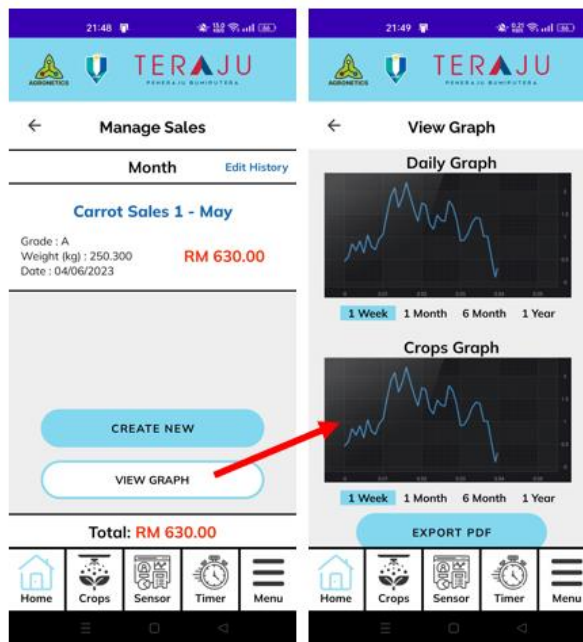 21:48
AGRONETICS
TERAJU
PENERAJU BUMIPUTERA
Manage Sales
Month
Edit History
Carrot Sales 1 - May
Grade : A
Weight (kg) : 250.300
Date : 04/06/2023
RM 630.00
CREATE NEW
VIEW GRAPH
Total: RM 630.00
Home Crops Sensor Timer Menu
21:49
AGRONETICS
TERAJU
PENERAJU BUMIPUTERA
View Graph
Daily Graph
1 Week 1 Month 6 Month 1 Year
Crops Graph
1 Week 1 Month 6 Month 1 Year
EXPORT PDF
Home Crops Sensor Timer Menu